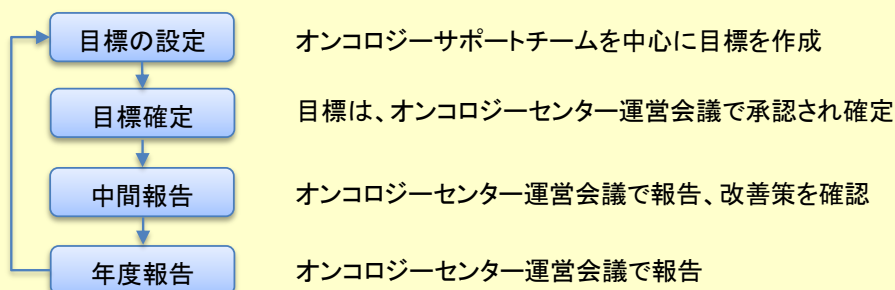 目標の設定
オンコロジーサポートチームを中心に目標を作成
目標確定
目標は、オンコロジーセンター運営会議で承認され確定
中間報告
オンコロジーセンター運営会議で報告、改善策を確認
年度報告
オンコロジーセンター運営会議で報告